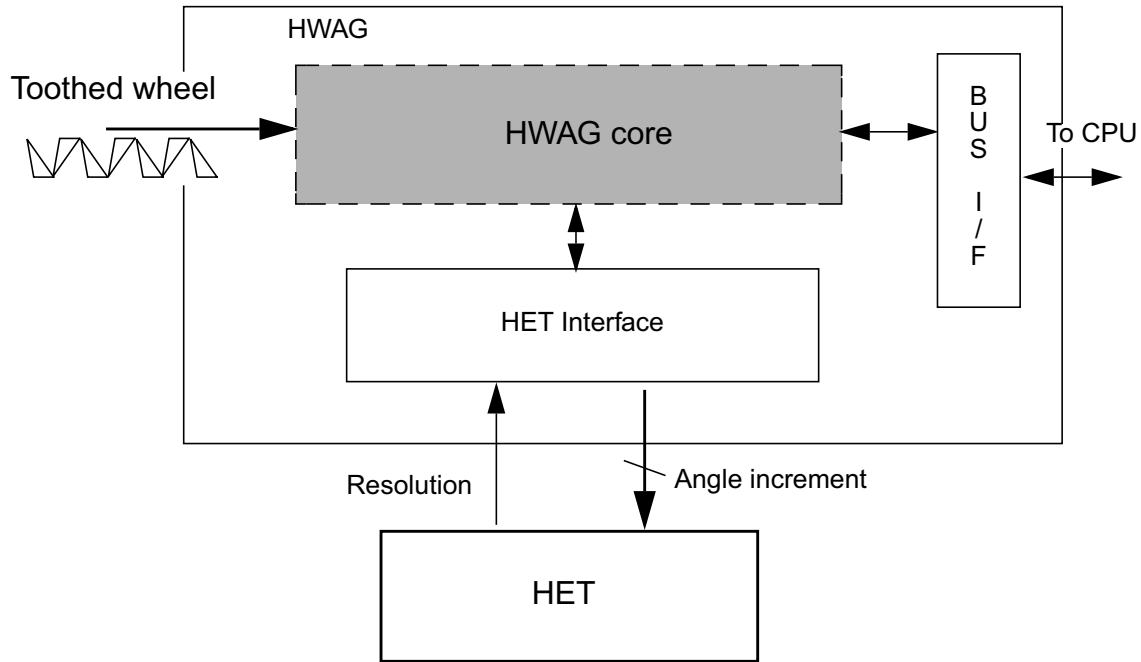 HWAG
Toothed wheel
HWAG core
B
U
S
I
/
F
To CPU
HET Interface
Resolution
Angle increment
HET